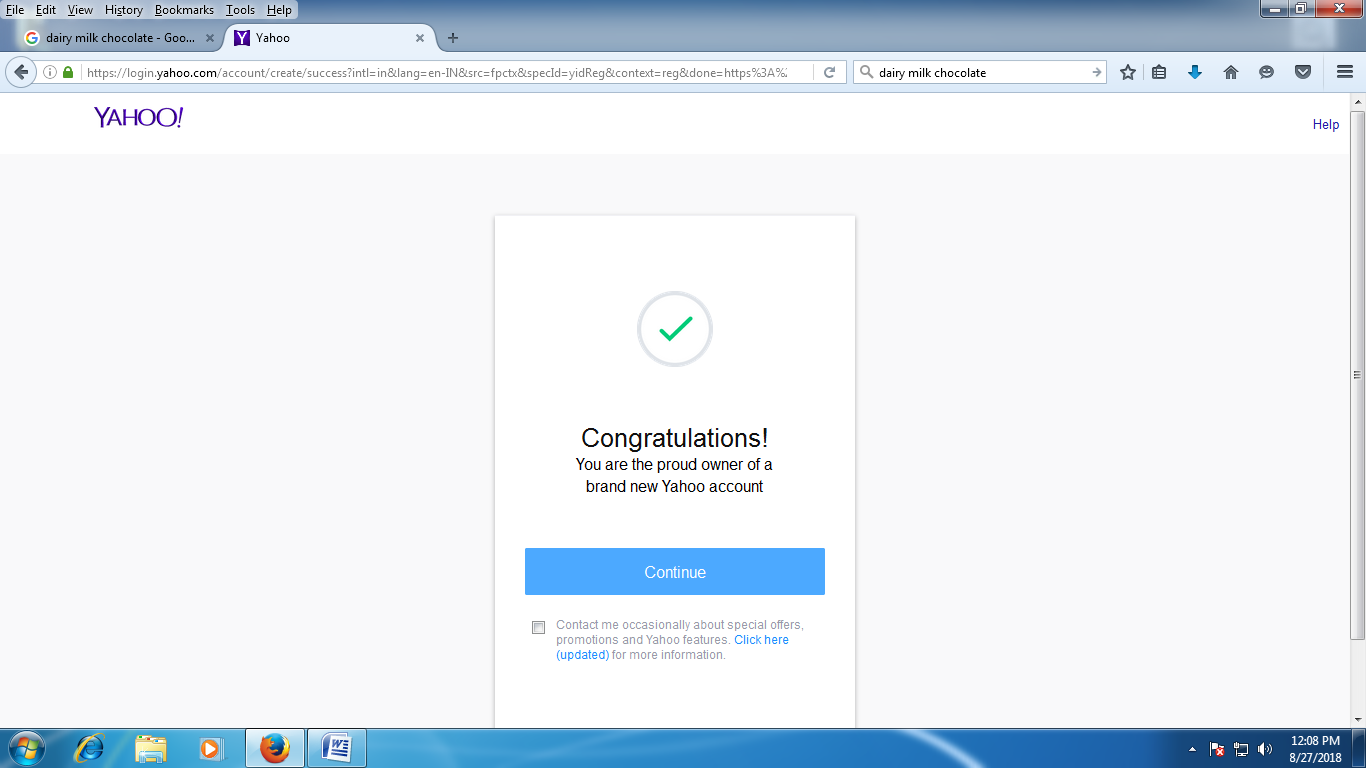 File Edit View History Bookmarks Tools Help
dairy milk chocolate - Goo...
Yahoo
https://login.yahoo.com/account/create/success?intl=in&lang=en-IN&src=fpctx&specId=yidReg&context=reg&done=https%3A%
dairy milk chocolate
YAHOO!
Help
Congratulations!
You are the proud owner of a
brand new Yahoo account
Continue
Contact me occasionally about special offers,
promotions and Yahoo features. Click here
(updated) for more information.
12:08 PM
8/27/2018